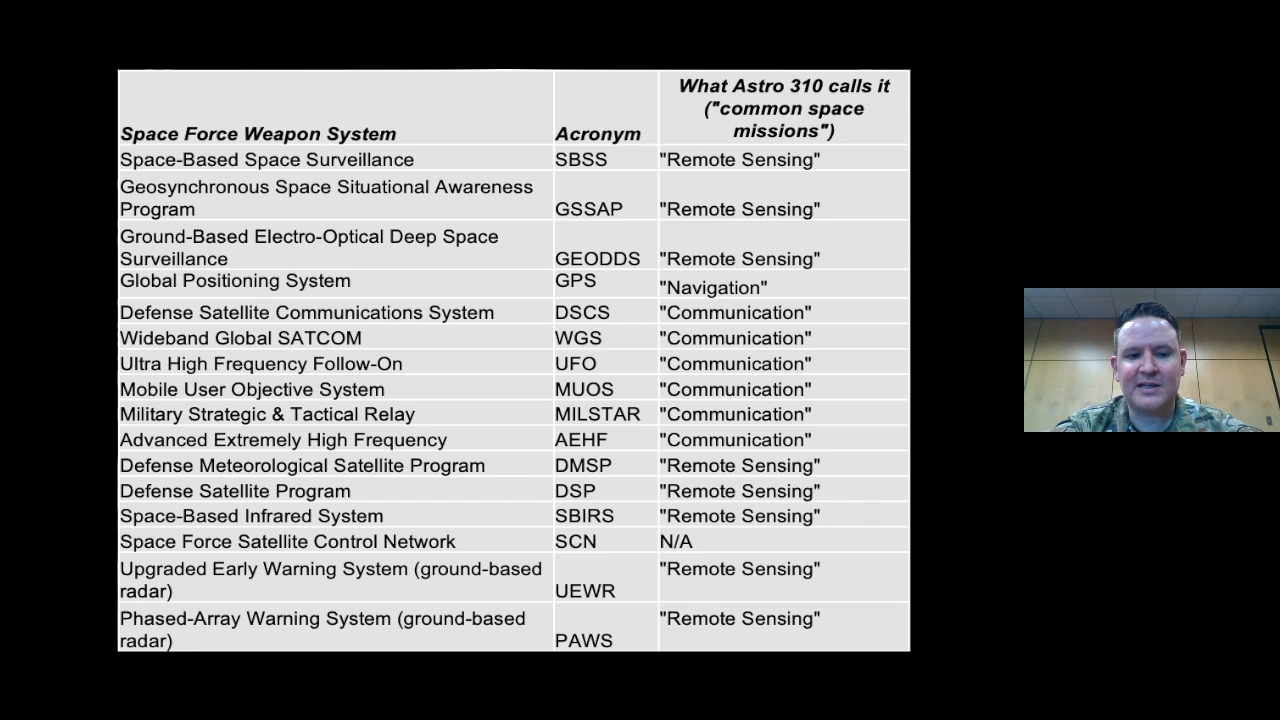 Space Force Weapon System Acronym What Astro 310 calls it ("common space missions")
Space-Based Space Surveillance SBSS "Remote Sensing"
Geosynchronous Space Situational Awareness Program GSSAP "Remote Sensing"
Ground-Based Electro-Optical Deep Space Surveillance GEODDS "Remote Sensing"
Global Positioning System GPS "Navigation"
Defense Satellite Communications System DSCS "Communication"
Wideband Global SATCOM WGS "Communication"
Ultra High Frequency Follow-On UFO "Communication"
Mobile User Objective System MUOS "Communication"
Military Strategic & Tactical Relay MILSTAR "Communication"
Advanced Extremely High Frequency AEHF "Communication"
Defense Meteorological Satellite Program DMSP "Remote Sensing"
Defense Satellite Program DSP "Remote Sensing"
Space-Based Infrared System SBIRS "Remote Sensing"
Space Force Satellite Control Network SCN N/A
Upgraded Early Warning System (ground-based radar) UEWR "Remote Sensing"
Phased-Array Warning System (ground-based radar) PAWS "Remote Sensing"